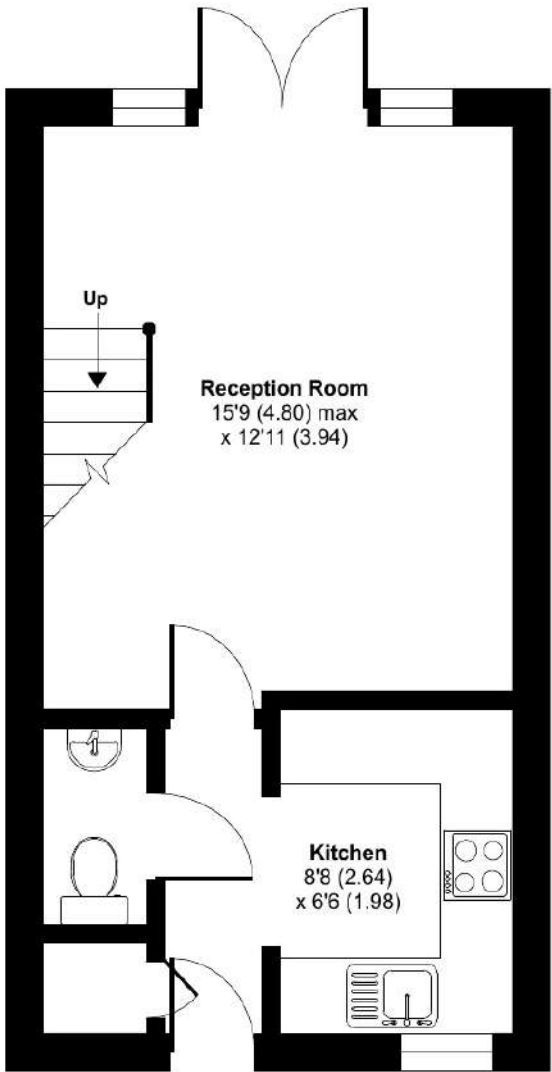 Up
Reception Room
15'9 (4.80) max
x 12'11 (3.94)
Kitchen
8'8 (2.64)
x 6'6 (1.98)